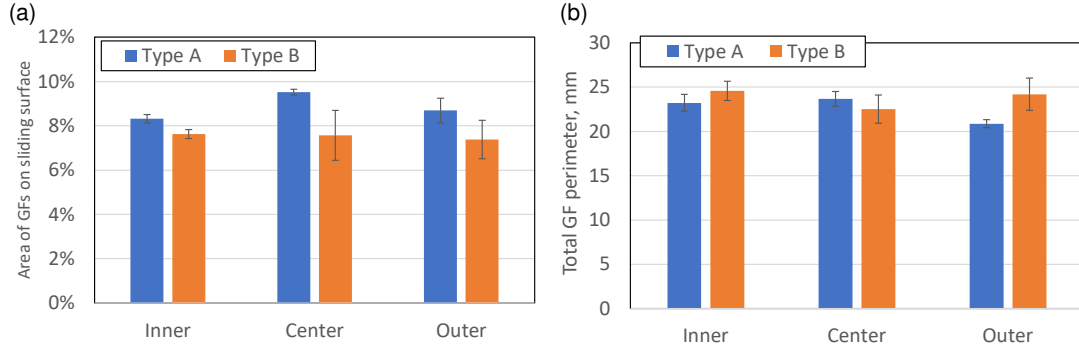 (a)
Area of GFs on sliding surface
12%
10%
8%
6%
4%
2%
0%
Type A
Type B
Inner
Center
Outer
(b)
Total GF perimeter, mm
30
25
20
15
10
5
0
Type A
Type B
Inner
Center
Outer